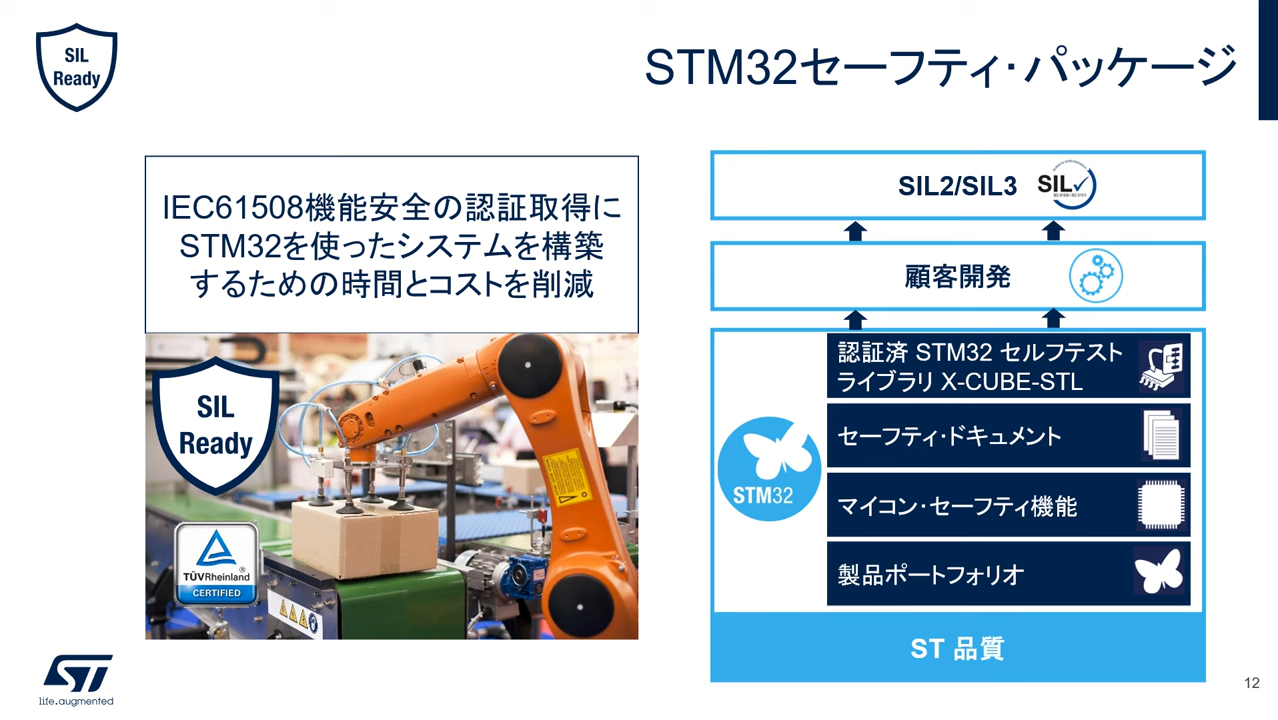 SIL
Ready
STM32セーフティ・パッケージ
IEC61508機能安全の認証取得に
STM32を使ったシステムを構築
するための時間とコストを削減
SIL
Ready
TÜVRheinland®
CERTIFIED
SIL2/SIL3
SIL
顧客開発
STM32
認証済 STM32 セルフテスト
ライブラリ X-CUBE-STL
セーフティ・ドキュメント
マイコン・セーフティ機能
製品ポートフォリオ
ST 品質
ST
life.augmented
12